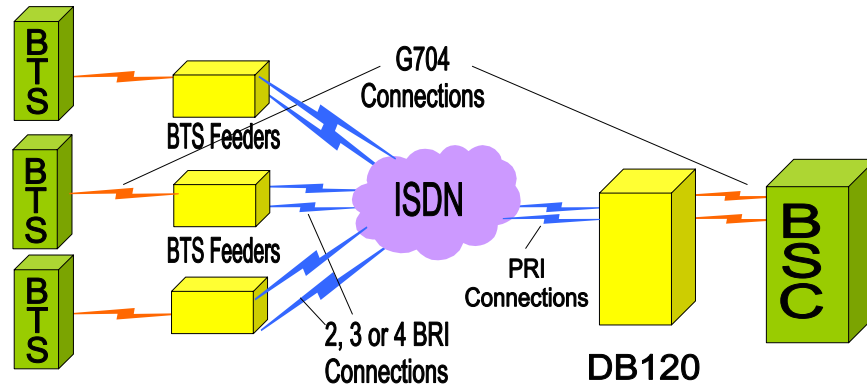 BTS
G704
Connections
BTS Feeders
BTS
ISDN
BTS Feeders
BSC
PRI
Connections
BTS
2, 3 or 4 BRI
Connections
DB120